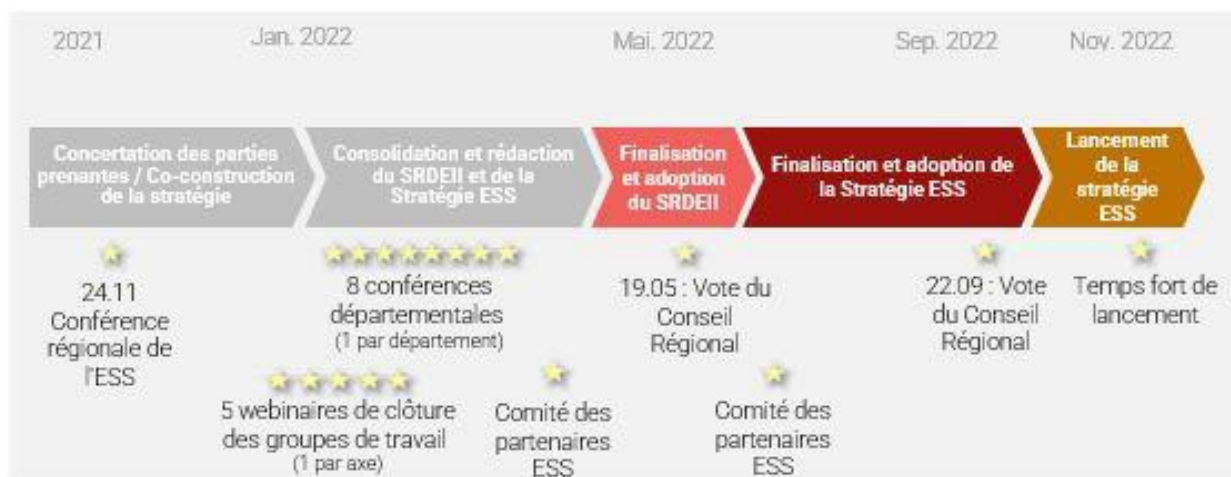 2021
Jan. 2022
Mai. 2022
Sep. 2022
Nov. 2022
Concertation des parties
prenantes / Co-construction
de la stratégie
Consolidation et rédaction
du SRDEII et de la
Stratégie ESS
Finalisation
et adoption
du SRDEII
Finalisation et adoption de
la Stratégie ESS
Lancement
de la
stratégie
ESS
24.11
Conférence
régionale de
l'ESS
8 conférences
départementales
(1 par département)
19.05 : Vote du
Conseil
Régional
22.09 : Vote
du Conseil
Régional
Temps fort de
lancement
5 webinaires de clôture
des groupes de travail
(1 par axe)
Comité des
partenaires
ESS
Comité des
partenaires
ESS